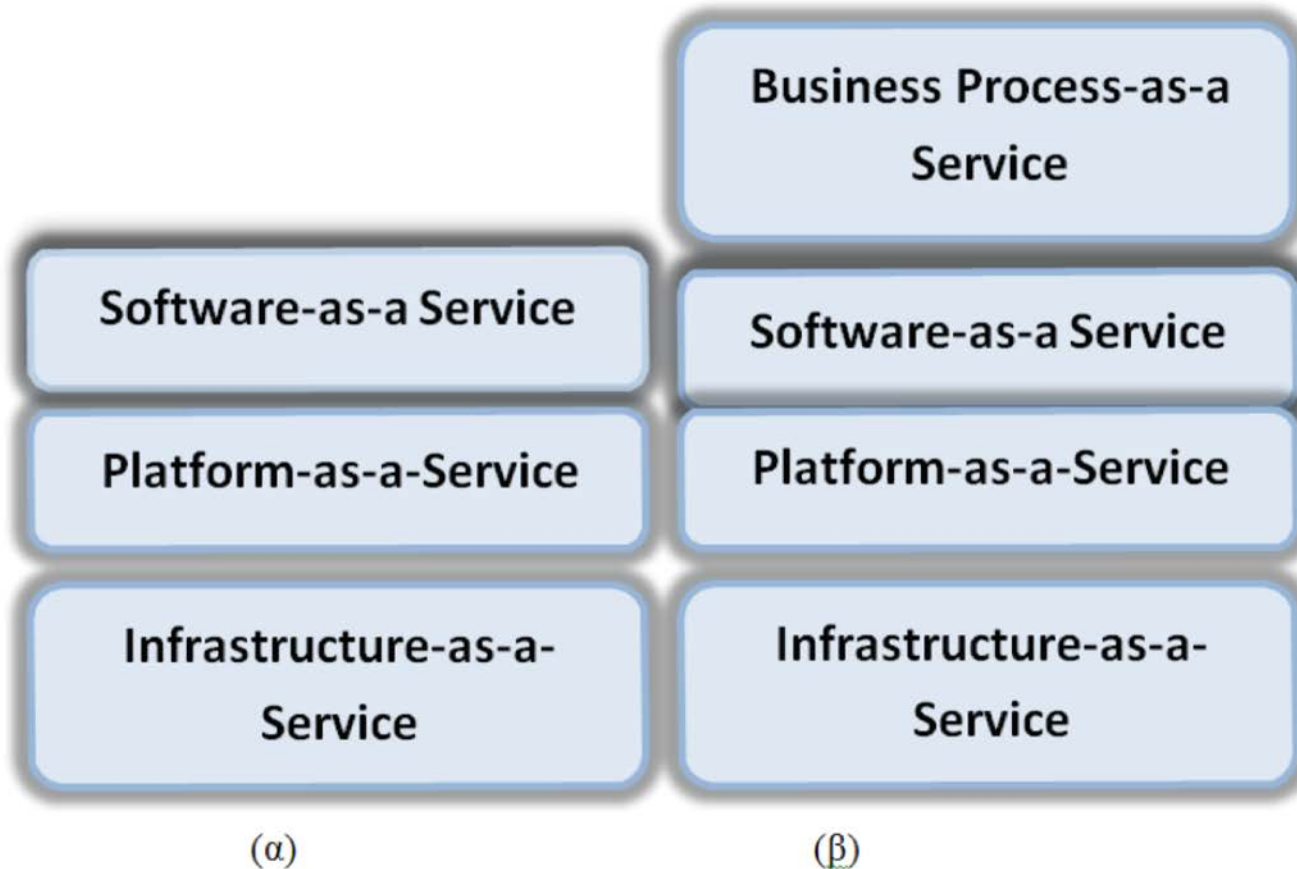 Software-as-a Service
Platform-as-a-Service
Infrastructure-as-a-
Service
(α)
Business Process-as-a
Service
Software-as-a Service
Platform-as-a-Service
Infrastructure-as-a-
Service
(β)